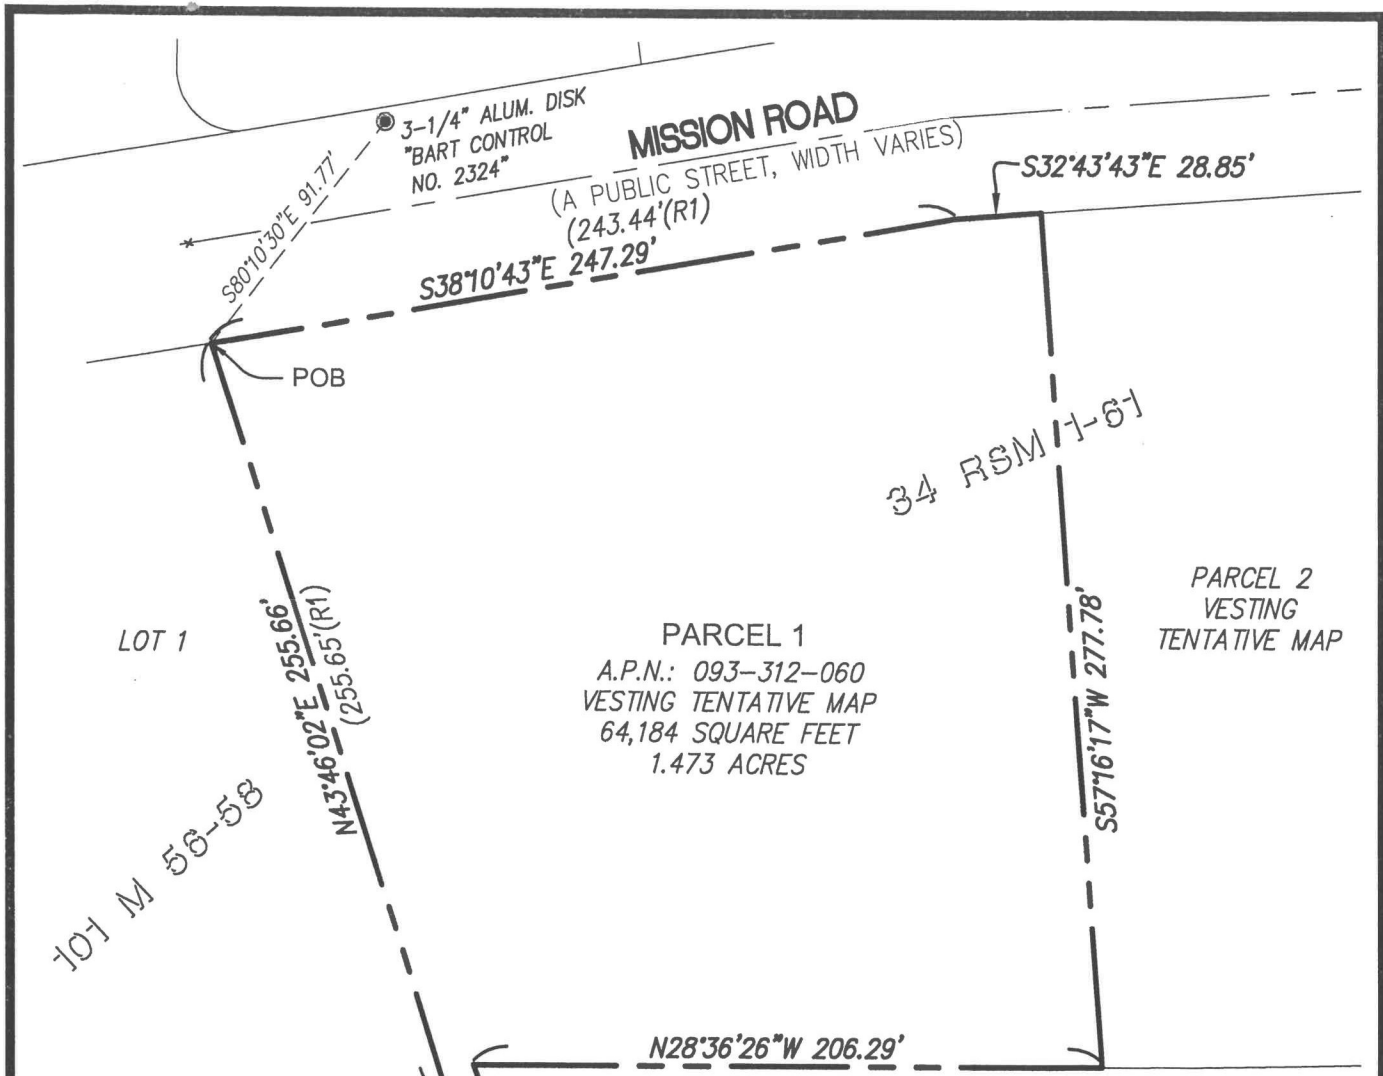 3-1/4" ALUM. DISK
"BART CONTROL
NO. 2324"
MISSION ROAD
(A PUBLIC STREET, WIDTH VARIES)
S32°43'43"E 28.85'
S80°10'30"E 91.77'
(243.44'(R1)
S38°10'43"E 247.29'
POB
34 RSM 1-61
PARCEL 2
VESTING
TENTATIVE MAP
LOT 1
N43°46'02"E 255.66'
(255.65'(R1)
PARCEL 1
A.P.N.: 093-312-060
VESTING TENTATIVE MAP
64,184 SQUARE FEET
1.473 ACRES
S57°16'17"W 277.78'
101 M 56-58
N28°36'26"W 206.29'